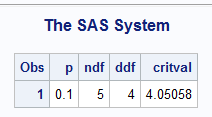 The SAS System
Obs p ndf ddf critval
1 0.1 5 4 4.05058